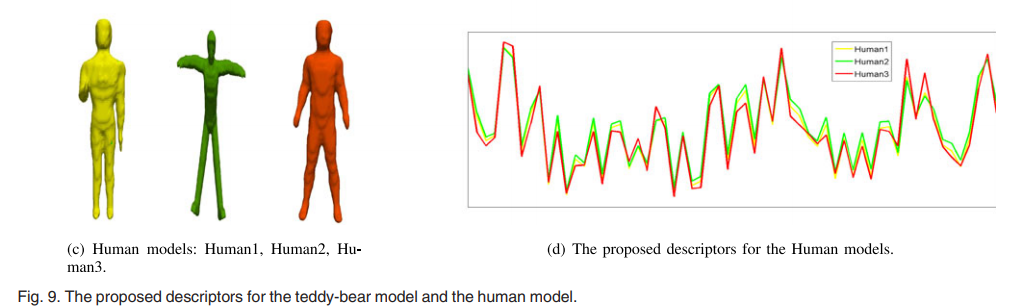 Human1
Human2
Human3
(c) Human models: Human1, Human2, Hu-
man3.
(d) The proposed descriptors for the Human models.
Fig. 9. The proposed descriptors for the teddy-bear model and the human model.